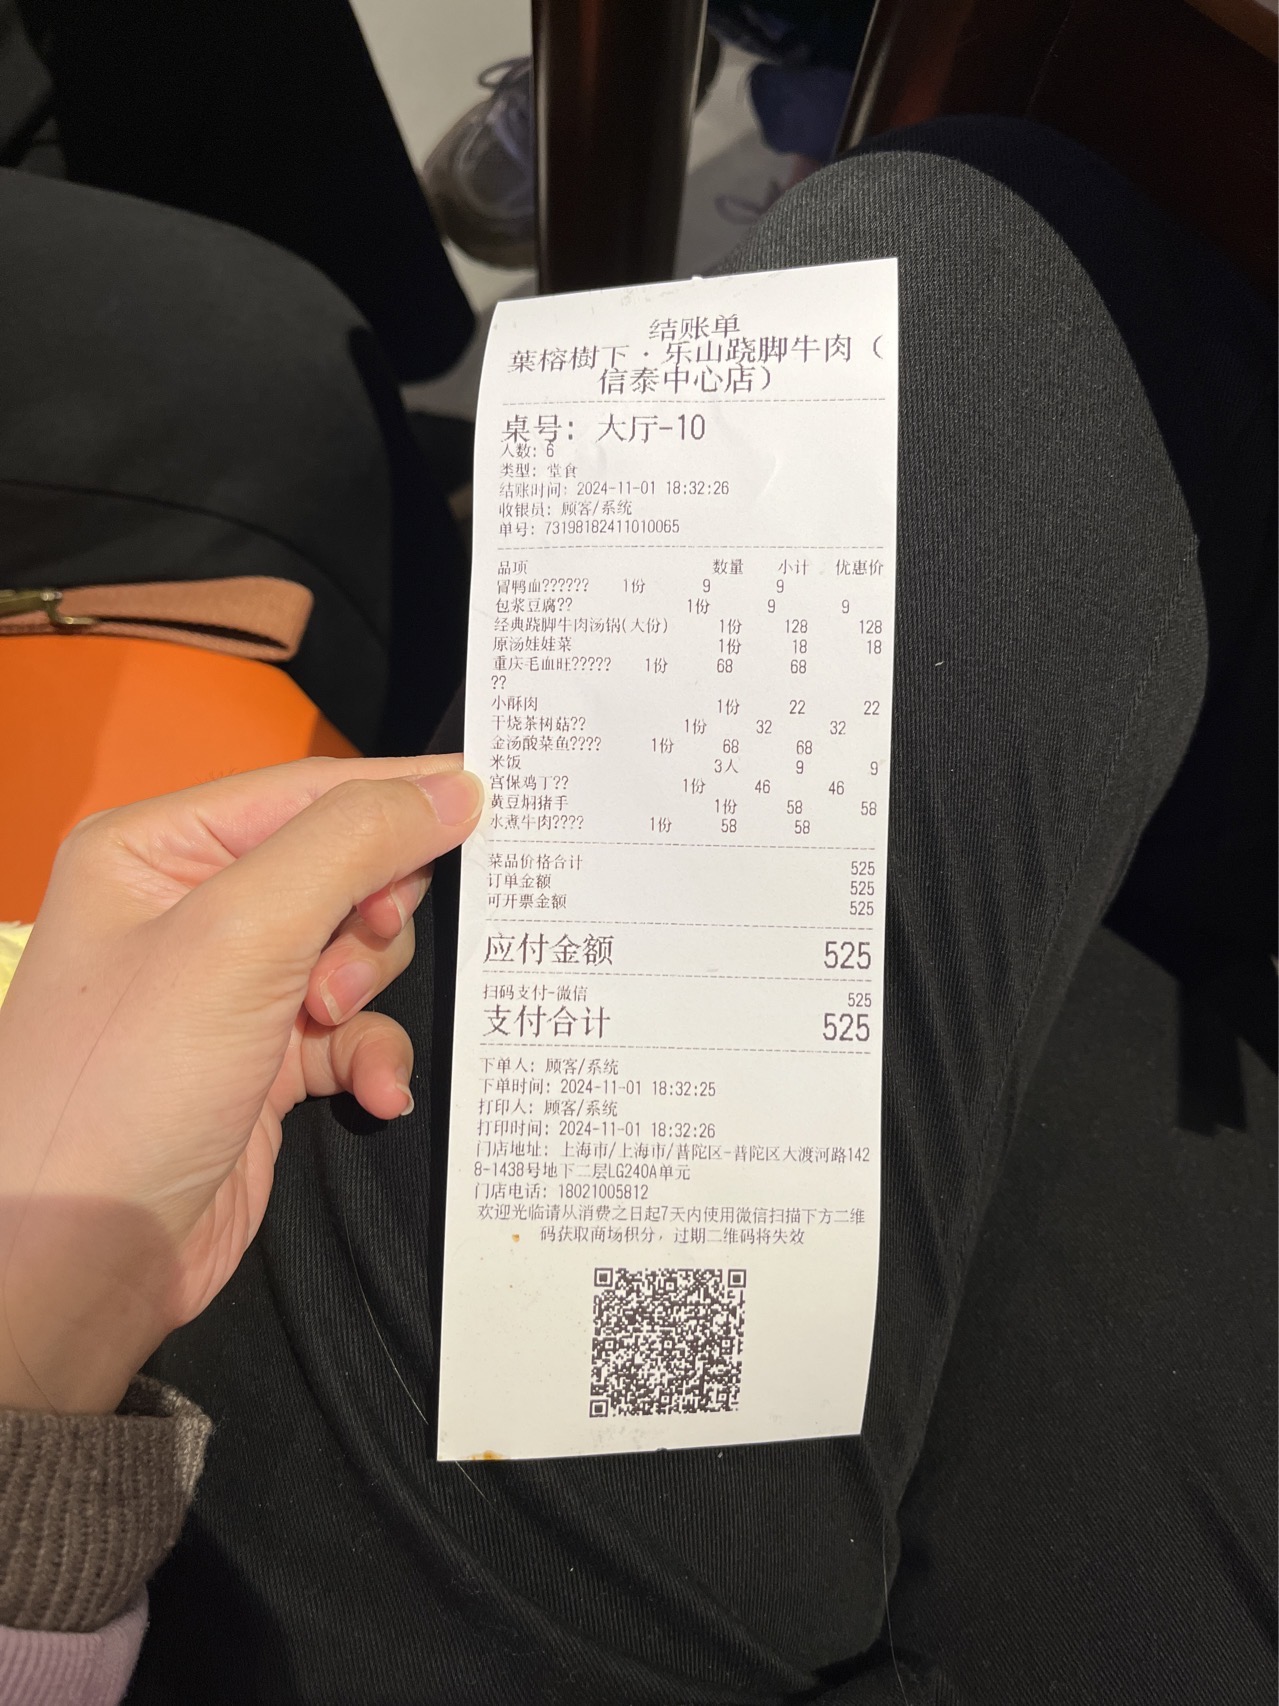 结账单
葉榕樹下·乐山跷脚牛肉（
信泰中心店）
桌号: 大厅-10
人数: 6
类型: 堂食
结账时间: 2024-11-01 18:32:26
收银员: 顾客/系统
单号: 73198182411010065
品项 数量 小计 优惠价
冒鸭血?????? 1份 9 9
包浆豆腐?? 1份 9 9
经典跷脚牛肉汤锅(大份) 1份 128 128
原汤娃娃菜 1份 18 18
重庆毛血旺????? 1份 68 68
??
小酥肉 1份 22 22
干烧茶树菇?? 1份 32 32
金汤酸菜鱼???? 1份 68 68
米饭 3人 9 9
宫保鸡丁?? 1份 46 46
黄豆焖猪手 1份 58 58
水煮牛肉???? 1份 58 58
菜品价格合计 525
订单金额 525
可开票金额 525
应付金额 525
扫码支付-微信 525
支付合计 525
下单人: 顾客/系统
下单时间: 2024-11-01 18:32:25
打印人: 顾客/系统
打印时间: 2024-11-01 18:32:26
门店地址: 上海市/上海市/普陀区-普陀区大渡河路142
8-1438号地下二层LG240A单元
门店电话: 18021005812
欢迎光临请从消费之日起7天内使用微信扫描下方二维
码获取商场积分，过期二维码将失效